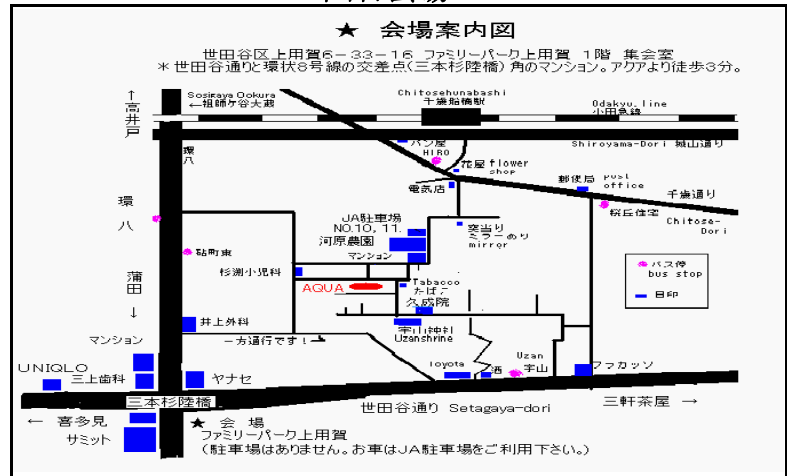 ★ 会場案内図
世田谷区上用賀6-33-16 ファミリーパーク上用賀 1階 集会室
＊世田谷通りと環状8号線の交差点(三本杉陸橋) 角のマンション。アクアより徒歩3分。
↑高井戸
Sosigaya Ookura
←祖師ケ谷大蔵
Chitosehunabashi
千歳船橋駅
Odakyu.line
小田急線
環八
パン屋
HIRO
Shiroyama-Dori 城山通り
花屋 flower
shop
電気店
郵便局 post
office
千歳通り
環八
JA駐車場
NO.10, 11.
河原農園
マンション
突当り
ミラーあり
mirror
桜丘住宅
Chitose-
Dori
砧町東
バス停
bus stop
目印
蒲田
↓
杉渕小児科
AQUA
Tabacco
たばこ
久成院
井上外科
宇山神社
Uzanshrine
マンション
一方通行です!
UNIQLO
三上歯科
ヤナセ
Toyota
酒
Uzan
宇山
ファカッソ
三本杉陸橋
世田谷通り Setagaya-dori
三軒茶屋 →
← 喜多見
サミット
★ 会 場
ファミリーパーク上用賀
(駐車場はありません。お車はJA駐車場をご利用下さい。)